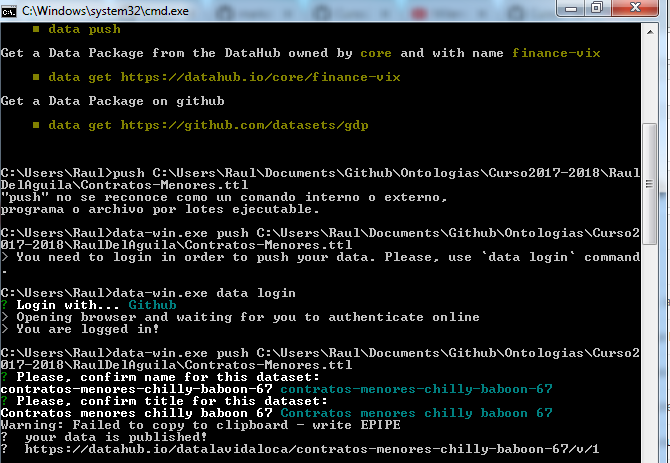 C:\Windows\system32\cmd.exe
■ data push
Get a Data Package from the DataHub owned by core and with name finance-vix
■ data get https://datahub.io/core/finance-vix
Get a Data Package on github
■ data get https://github.com/datasets/gdp
C:\Users\Raul>push C:\Users\Raul\Documents\Github\Ontologias\Curso2017-2018\Raul
DelAguila\Contratos-Menores.ttl
"push" no se reconoce como un comando interno o externo,
programa o archivo por lotes ejecutable.
C:\Users\Raul>data-win.exe push C:\Users\Raul\Documents\Github\Ontologias\Curso2
017-2018\RaulDelAguila\Contratos-Menores.ttl
> You need to login in order to push your data. Please, use `data login` command
.
C:\Users\Raul>data-win.exe data login
? Login with... Github
> Opening browser and waiting for you to authenticate online
> You are logged in!
C:\Users\Raul>data-win.exe push C:\Users\Raul\Documents\Github\Ontologias\Curso2
017-2018\RaulDelAguila\Contratos-Menores.ttl
? Please, confirm name for this dataset:
contratos-menores-chilly-baboon-67 contratos-menores-chilly-baboon-67
? Please, confirm title for this dataset:
Contratos menores chilly baboon 67 Contratos menores chilly baboon 67
Warning: Failed to copy to clipboard - write EPIPE
? your data is published!
? https://datahub.io/datalavidaloca/contratos-menores-chilly-baboon-67/v/1